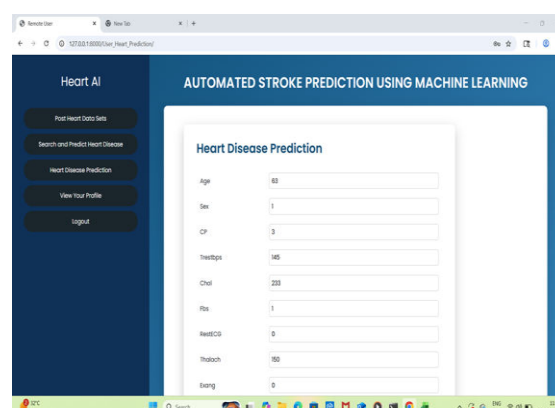 Remote User
New Tab
127.0.0.1:8000/User_Heart_Prediction/
Heart AI
AUTOMATED STROKE PREDICTION USING MACHINE LEARNING
Post Heart Data Sets
Search and Predict Heart Disease
Heart Disease Prediction
View Your Profile
Logout
Heart Disease Prediction
Age 63
Sex 1
CP 3
Trestbps 145
Chol 233
Fbs 1
RestECG 0
Thalach 150
Exang 0
32°C
Search
ENG